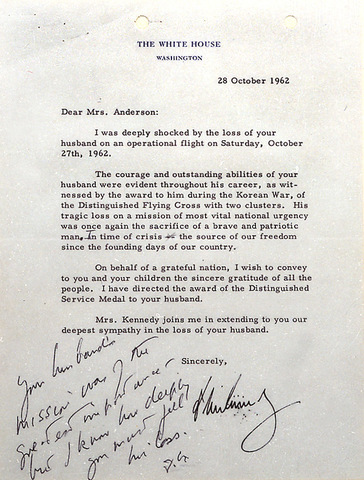 THE WHITE HOUSE
WASHINGTON
28 October 1962
Dear Mrs. Anderson:
I was deeply shocked by the loss of your
husband on an operational flight on Saturday, October
27th, 1962.
The courage and outstanding abilities of your
husband were evident throughout his career, as wit-
nessed by the award to him during the Korean War, of
the Distinguished Flying Cross with two clusters. His
tragic loss on a mission of most vital national urgency
was once again the sacrifice of a brave and patriotic
man. In time of crisis the source of our freedom
since the founding days of our country.
On behalf of a grateful nation, I wish to convey
to you and your children the sincere gratitude of all the
people. I have directed the award of the Distinguished
Service Medal to your husband.
Mrs. Kennedy joins me in extending to you our
deepest sympathy in the loss of your husband.
Sincerely,
Your husband's
mission was of the
greatest importance -
but I know how deeply
you must feel
his loss.